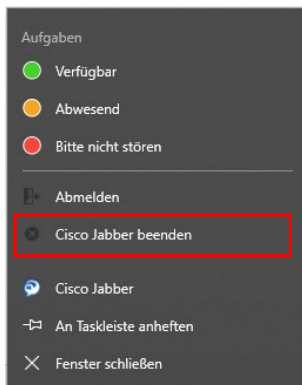 Aufgaben
Verfügbar
Abwesend
Bitte nicht stören
Abmelden
Cisco Jabber beenden
Cisco Jabber
An Taskleiste anheften
Fenster schließen